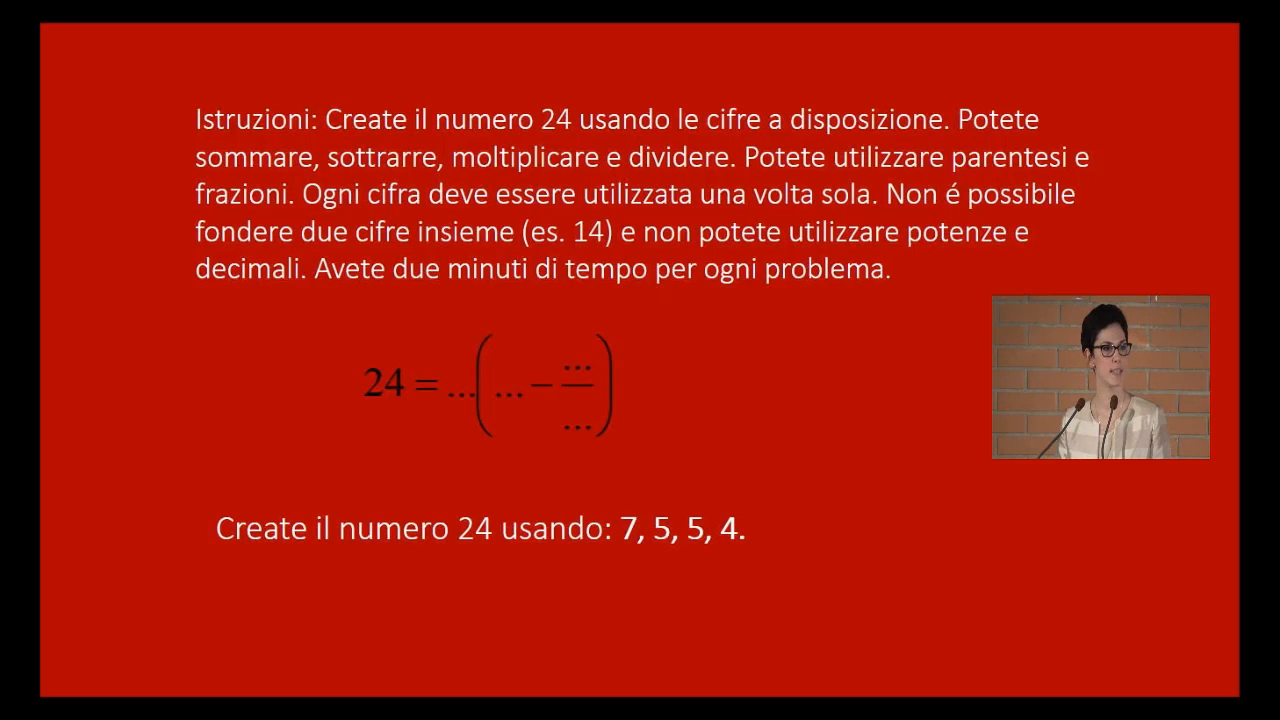 Istruzioni: Create il numero 24 usando le cifre a disposizione. Potete
sommare, sottrarre, moltiplicare e dividere. Potete utilizzare parentesi e
frazioni. Ogni cifra deve essere utilizzata una volta sola. Non é possibile
fondere due cifre insieme (es. 14) e non potete utilizzare potenze e
decimali. Avete due minuti di tempo per ogni problema.
24 = ...(... − .../...)
Create il numero 24 usando: 7, 5, 5, 4.